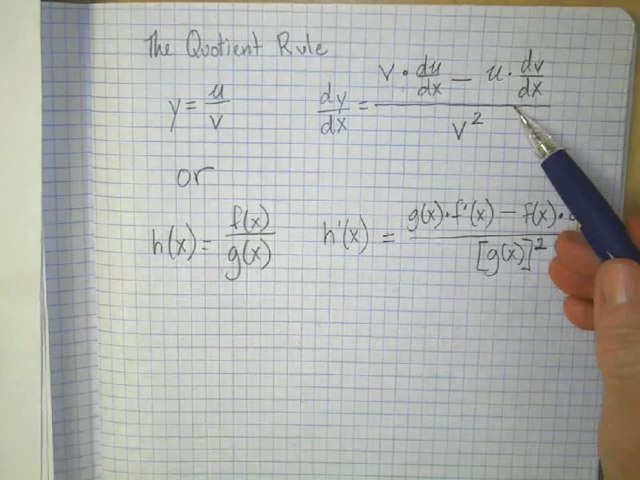 The Quotient Rule
y = u/v    dy/dx = (v · du/dx − u · dv/dx) / v²
or
h(x) = f(x)/g(x)    h'(x) = (g(x)·f'(x) − f(x)· / [g(x)]²